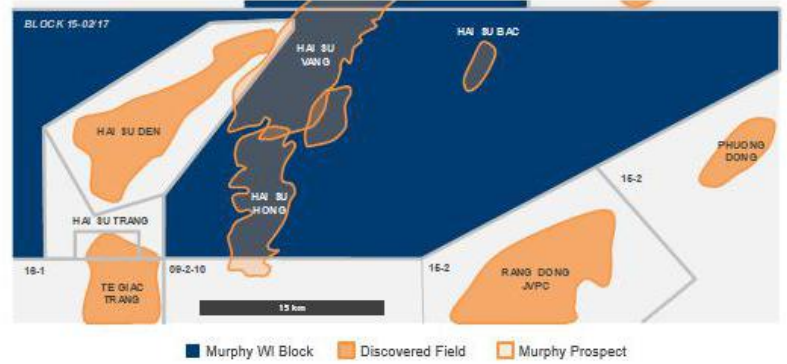 BLOCK 15-02/17
HAI SU BAC
HAI SU
VANG
HAI SU DEN
PHUONG
DONG
15-2
HAI SU
HONG
HAI SU TRANG
16-1
09-2-10
15-2
RANG DONG
JVPC
TE GIAC
TRANG
15 km
Murphy WI Block
Discovered Field
Murphy Prospect